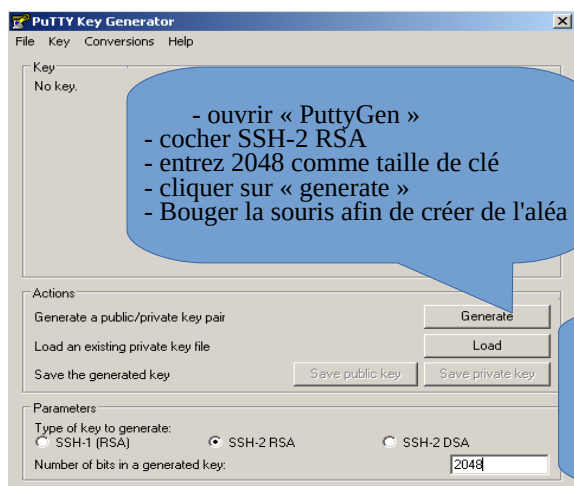 PuTTY Key Generator
File Key Conversions Help
Key
No key.
- ouvrir « PuttyGen »
- cocher SSH-2 RSA
- entrez 2048 comme taille de clé
- cliquer sur « generate »
- Bouger la souris afin de créer de l'aléa
Actions
Generate a public/private key pair
Generate
Load an existing private key file
Load
Save the generated key
Save public key
Save private key
Parameters
Type of key to generate:
SSH-1 (RSA)
SSH-2 RSA
SSH-2 DSA
Number of bits in a generated key:
2048